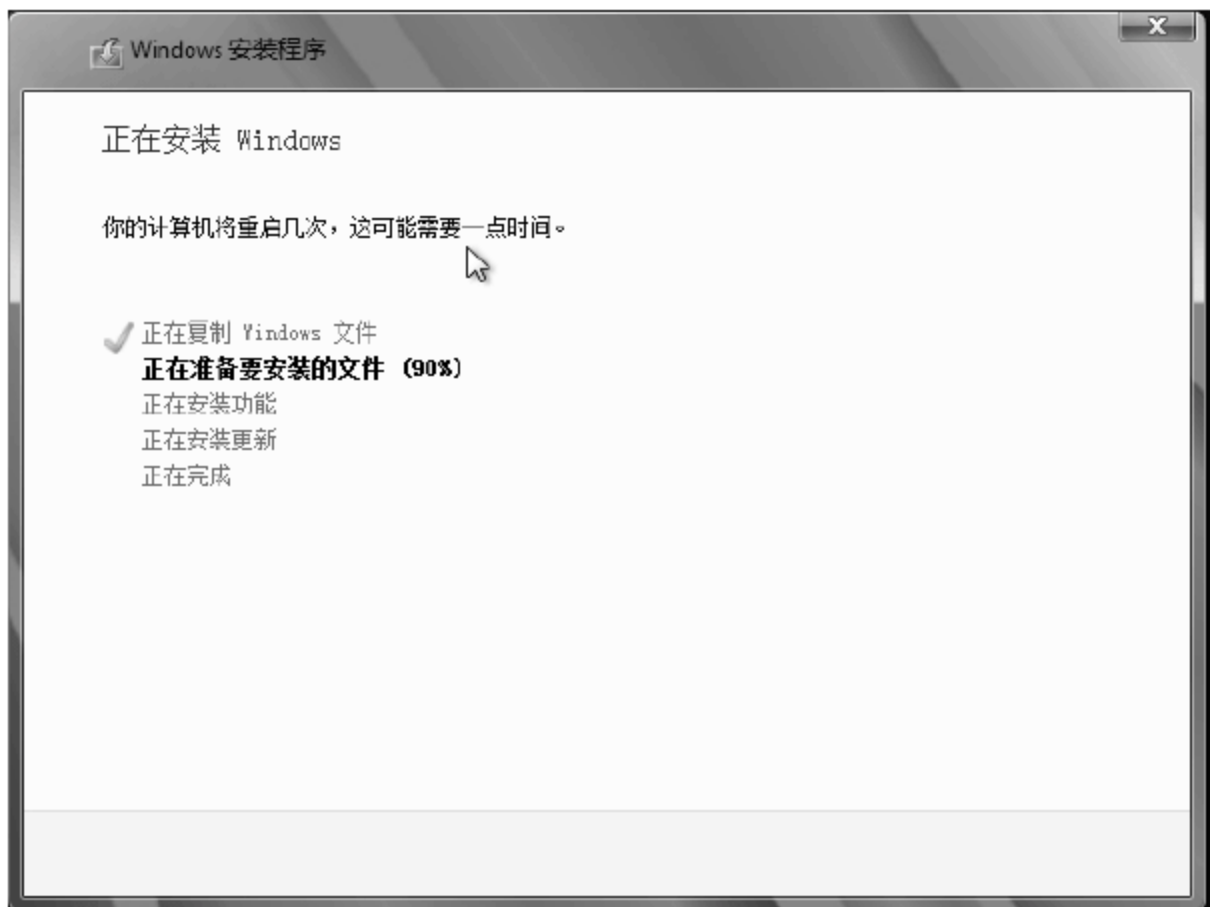 Windows 安装程序
正在安装 Windows
你的计算机将重启几次，这可能需要一点时间。
正在复制 Windows 文件
正在准备要安装的文件 (90%)
正在安装功能
正在安装更新
正在完成